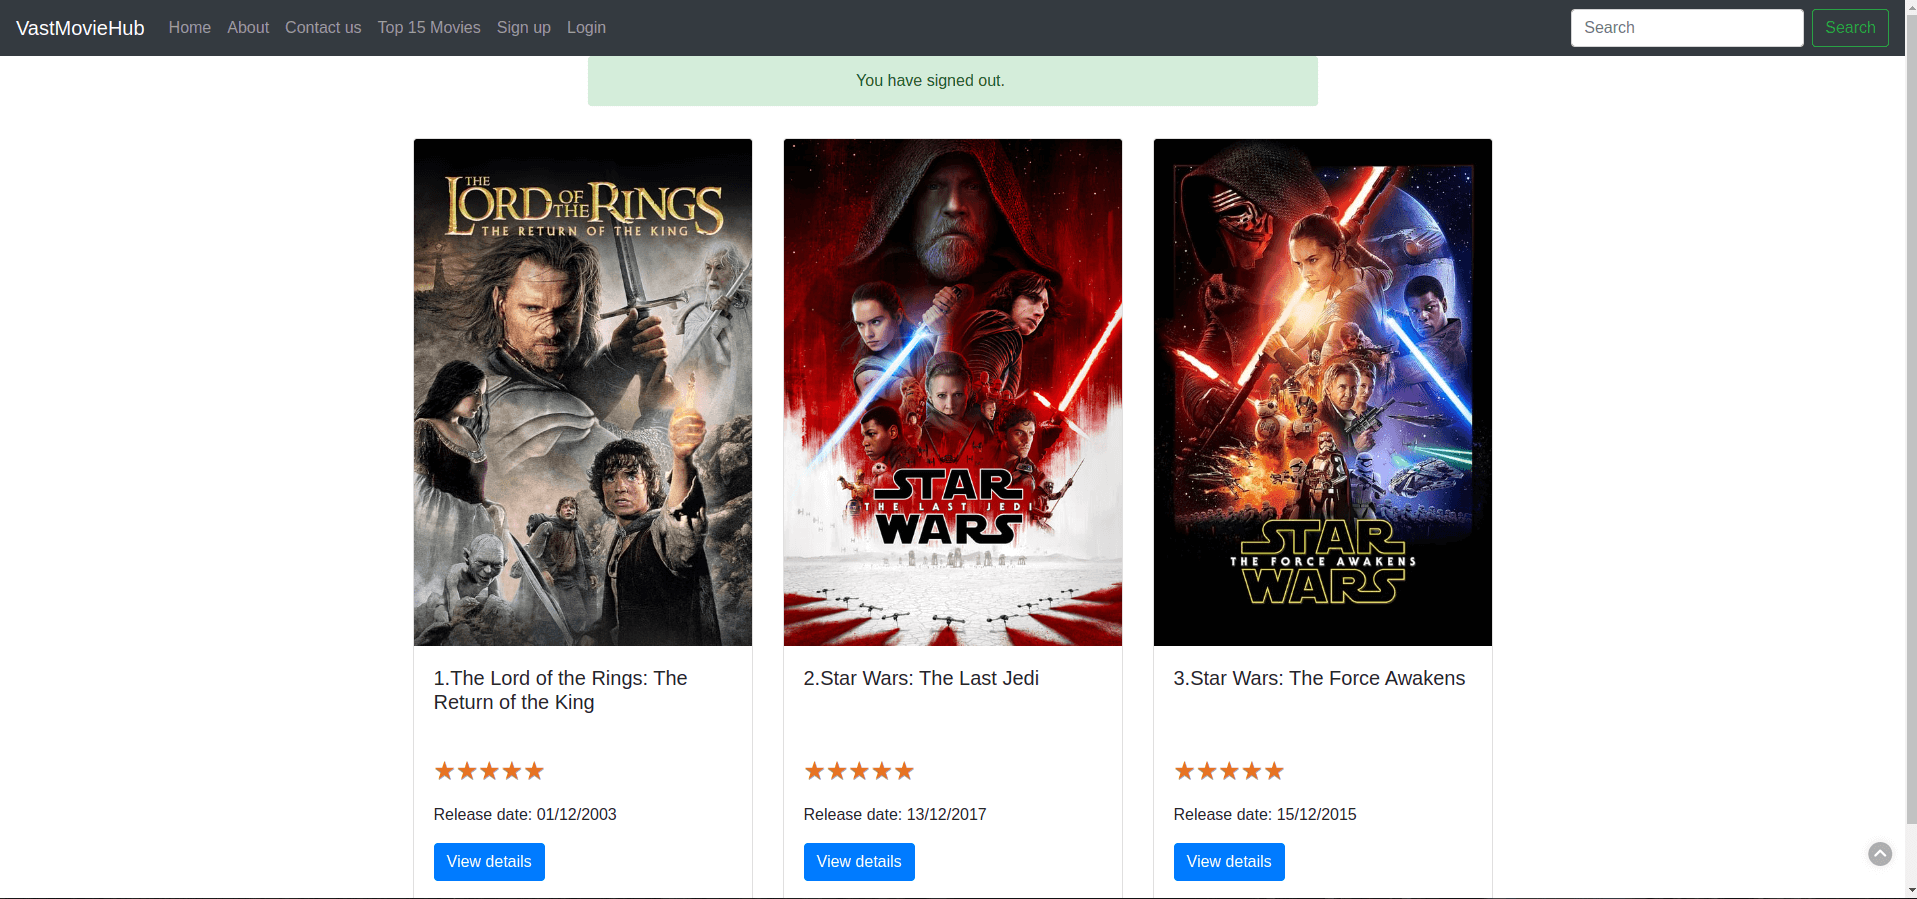 VastMovieHub Home About Contact us Top 15 Movies Sign up Login Search Search
You have signed out.
THE
LORD OF THE RINGS
THE RETURN OF THE KING
STAR
THE LAST JEDI
WARS
STAR
THE FORCE AWAKENS
WARS
1.The Lord of the Rings: The
Return of the King
Release date: 01/12/2003
View details
2.Star Wars: The Last Jedi
Release date: 13/12/2017
View details
3.Star Wars: The Force Awakens
Release date: 15/12/2015
View details